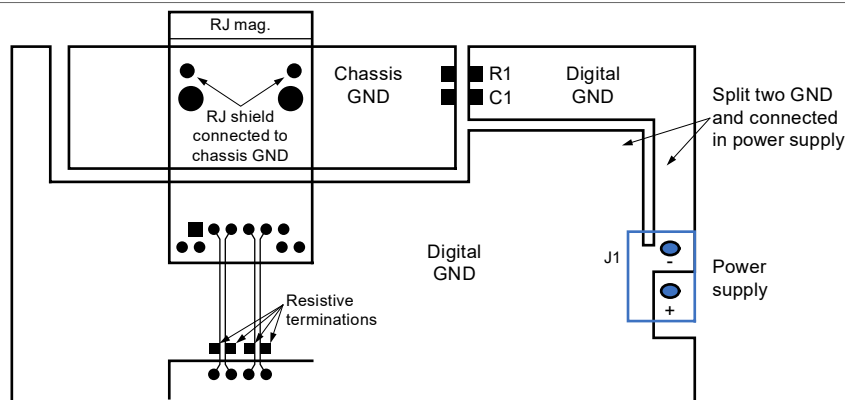 RJ mag.
Chassis
GND
R1
C1
Digital
GND
RJ shield
connected to
chassis GND
Split two GND
and connected
in power supply
Digital
GND
J1
-
+
Power
supply
Resistive
terminations